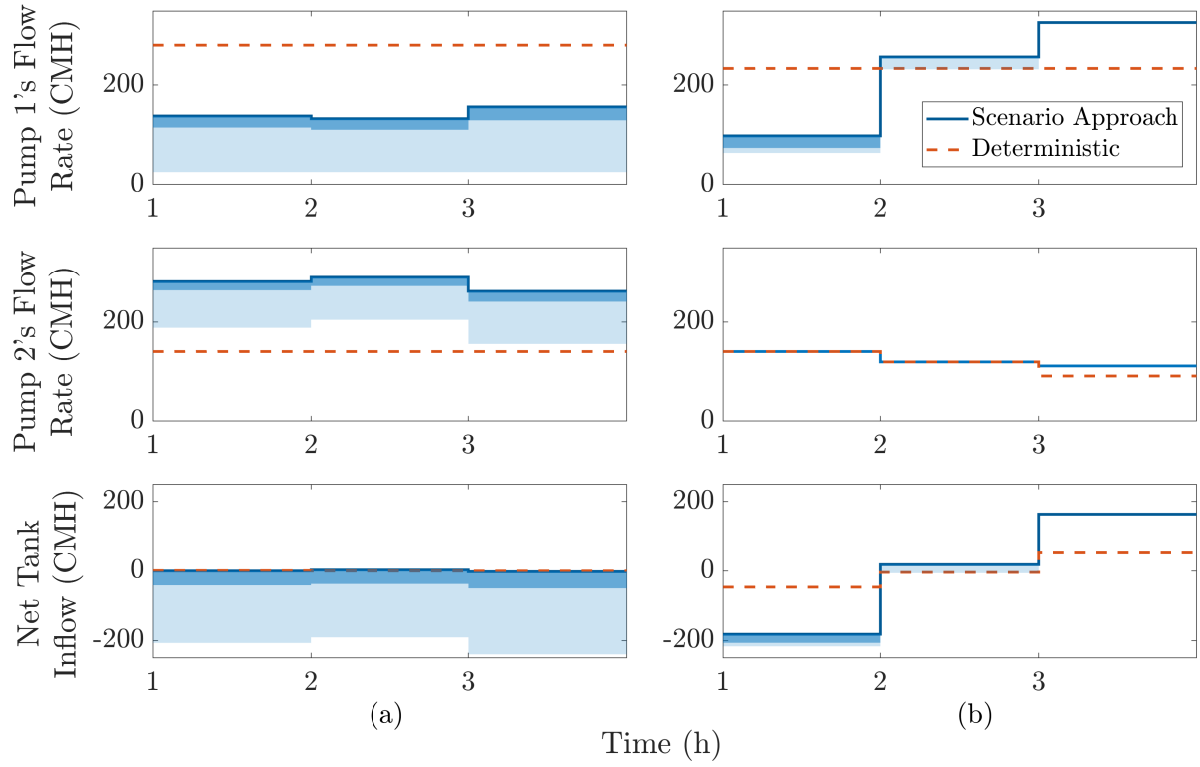 Pump 1's Flow
Rate (CMH)
200
0
1
2
3
200
0
1
2
3
Scenario Approach
Deterministic
Pump 2's Flow
Rate (CMH)
200
0
1
2
3
200
0
1
2
3
Net Tank
Inflow (CMH)
200
0
-200
1
2
3
200
0
-200
1
2
3
(a)
(b)
Time (h)